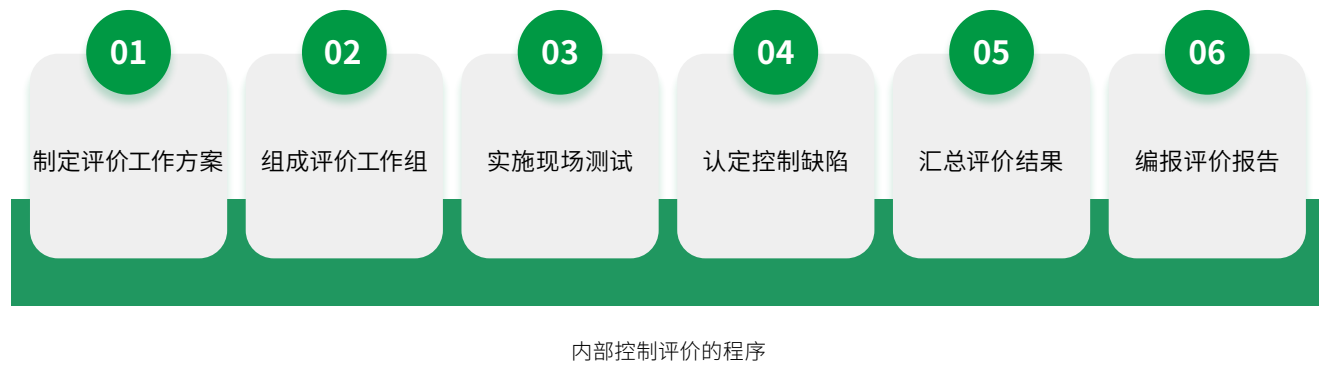 01
制定评价工作方案
02
组成评价工作组
03
实施现场测试
04
认定控制缺陷
05
汇总评价结果
06
编报评价报告
内部控制评价的程序